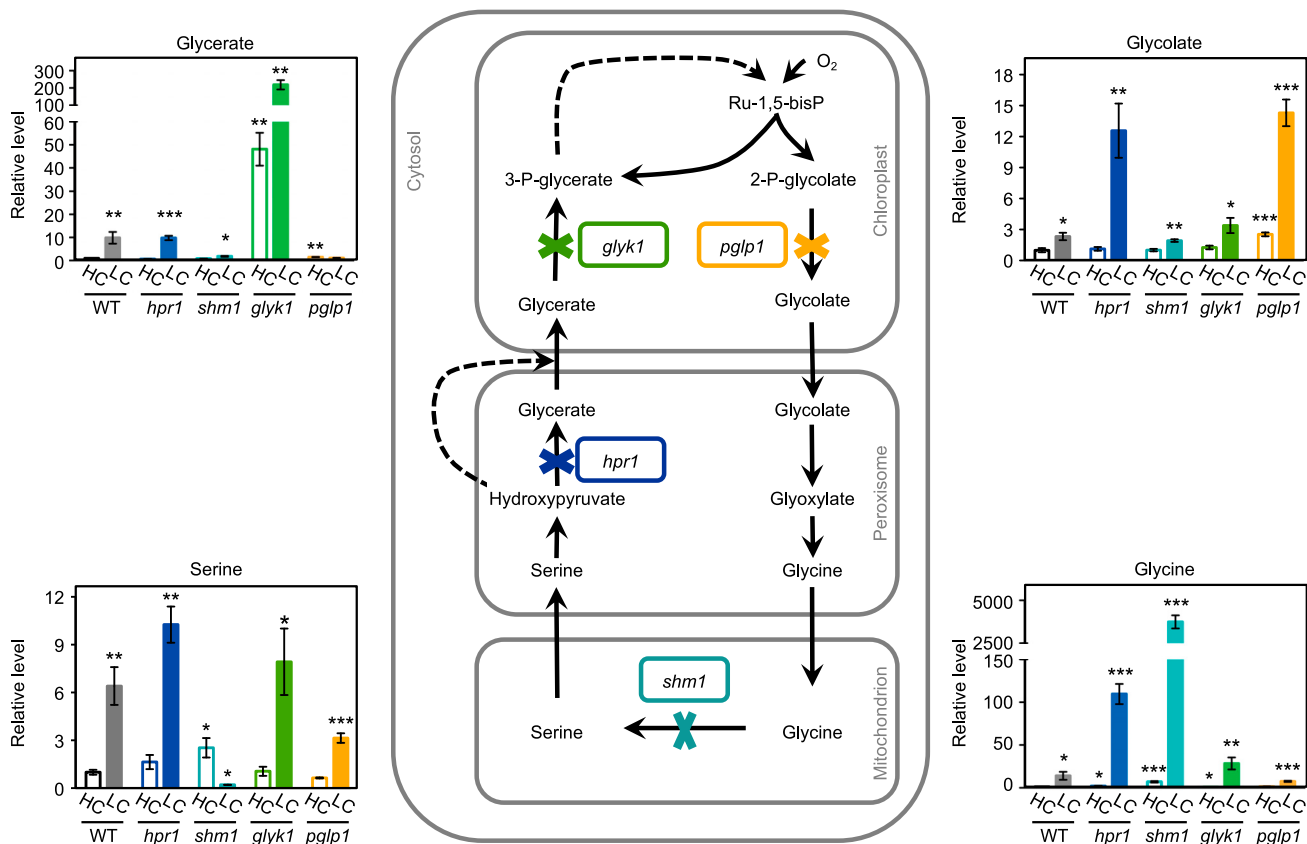 Glycerate
Relative level
300
200
100
50
40
30
20
10
0
** *** * ** ** **
HC LC HC LC HC LC HC LC HC LC
WT hpr1 shm1 glyk1 pglp1
Serine
Relative level
12
9
6
3
0
** ** * * * ***
HC LC HC LC HC LC HC LC HC LC
WT hpr1 shm1 glyk1 pglp1
Cytosol
Chloroplast
O2
Ru-1,5-bisP
3-P-glycerate 2-P-glycolate
glyk1 pglp1
Glycerate Glycolate
Peroxisome
Glycerate Glycolate
hpr1
Hydroxypyruvate Glyoxylate
Serine Glycine
Mitochondrion
shm1
Serine Glycine
Glycolate
Relative level
18
15
12
9
6
3
0
* ** ** * *** ***
HC LC HC LC HC LC HC LC HC LC
WT hpr1 shm1 glyk1 pglp1
Glycine
Relative level
5000
2500
150
100
50
0
* * *** *** *** * ** ***
HC LC HC LC HC LC HC LC HC LC
WT hpr1 shm1 glyk1 pglp1